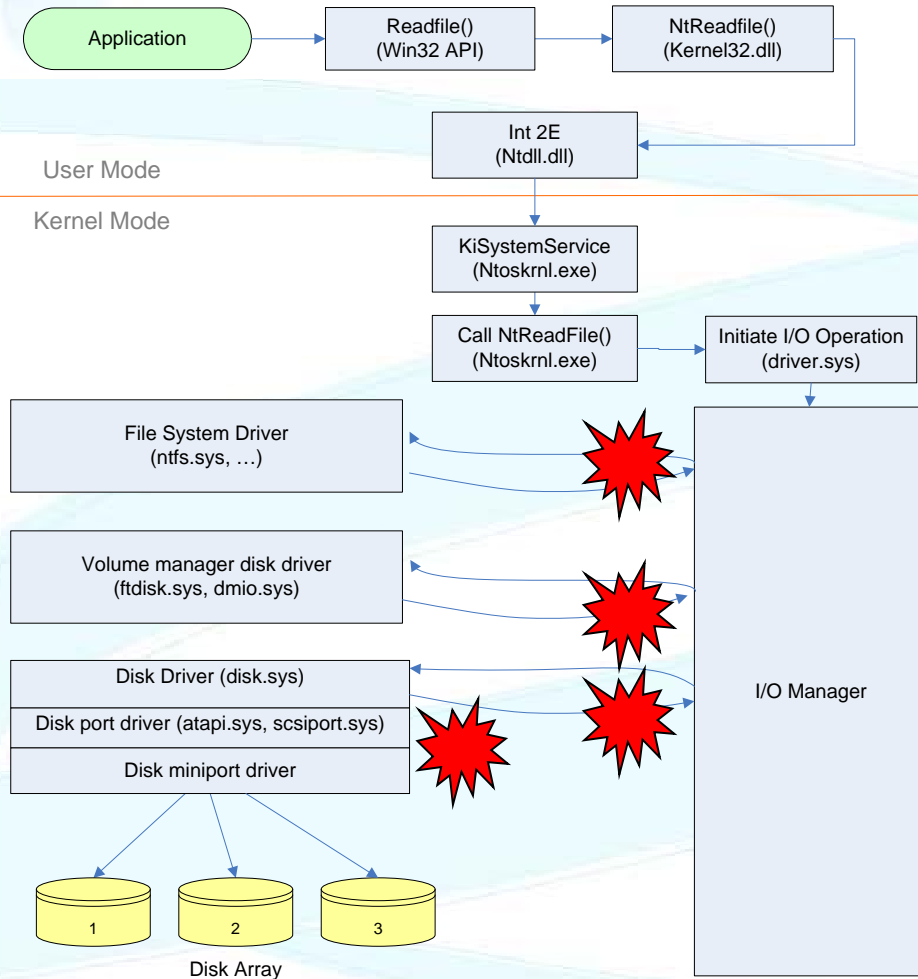 Application
Readfile()
(Win32 API)
NtReadfile()
(Kernel32.dll)
Int 2E
(Ntdll.dll)
User Mode
Kernel Mode
KiSystemService
(Ntoskrnl.exe)
Call NtReadFile()
(Ntoskrnl.exe)
Initiate I/O Operation
(driver.sys)
File System Driver
(ntfs.sys, …)
Volume manager disk driver
(ftdisk.sys, dmio.sys)
Disk Driver (disk.sys)
Disk port driver (atapi.sys, scsiport.sys)
Disk miniport driver
I/O Manager
1
2
3
Disk Array